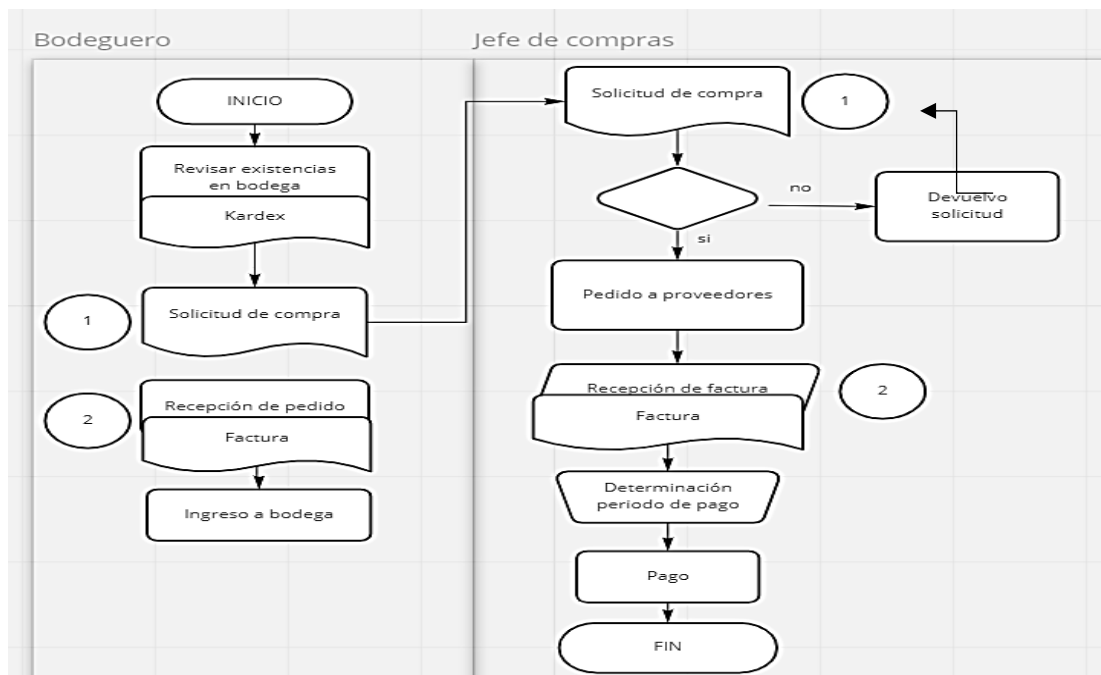 Bodeguero
Jefe de compras
INICIO
Revisar existencias
en bodega
Kardex
1
Solicitud de compra
2
Recepción de pedido
Factura
Ingreso a bodega
Solicitud de compra
1
no
Devuelvo
solicitud
si
Pedido a proveedores
Recepción de factura
2
Factura
Determinación
periodo de pago
Pago
FIN